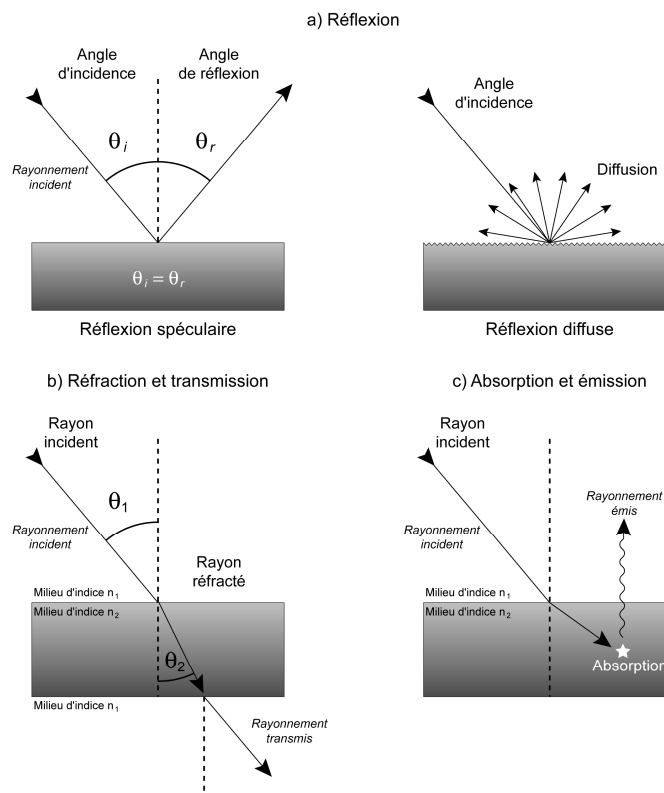 a) Réflexion
Angle
d'incidence
Angle
de réflexion
θi
θr
Rayonnement
incident
θi = θr
Réflexion spéculaire
Angle
d'incidence
Diffusion
Réflexion diffuse
b) Réfraction et transmission
Rayon
incident
θ1
Rayonnement
incident
Rayon
réfracté
Milieu d'indice n1
Milieu d'indice n2
θ2
Milieu d'indice n1
Rayonnement
transmis
c) Absorption et émission
Rayon
incident
Rayonnement
émis
Rayonnement
incident
Milieu d'indice n1
Milieu d'indice n2
Absorption